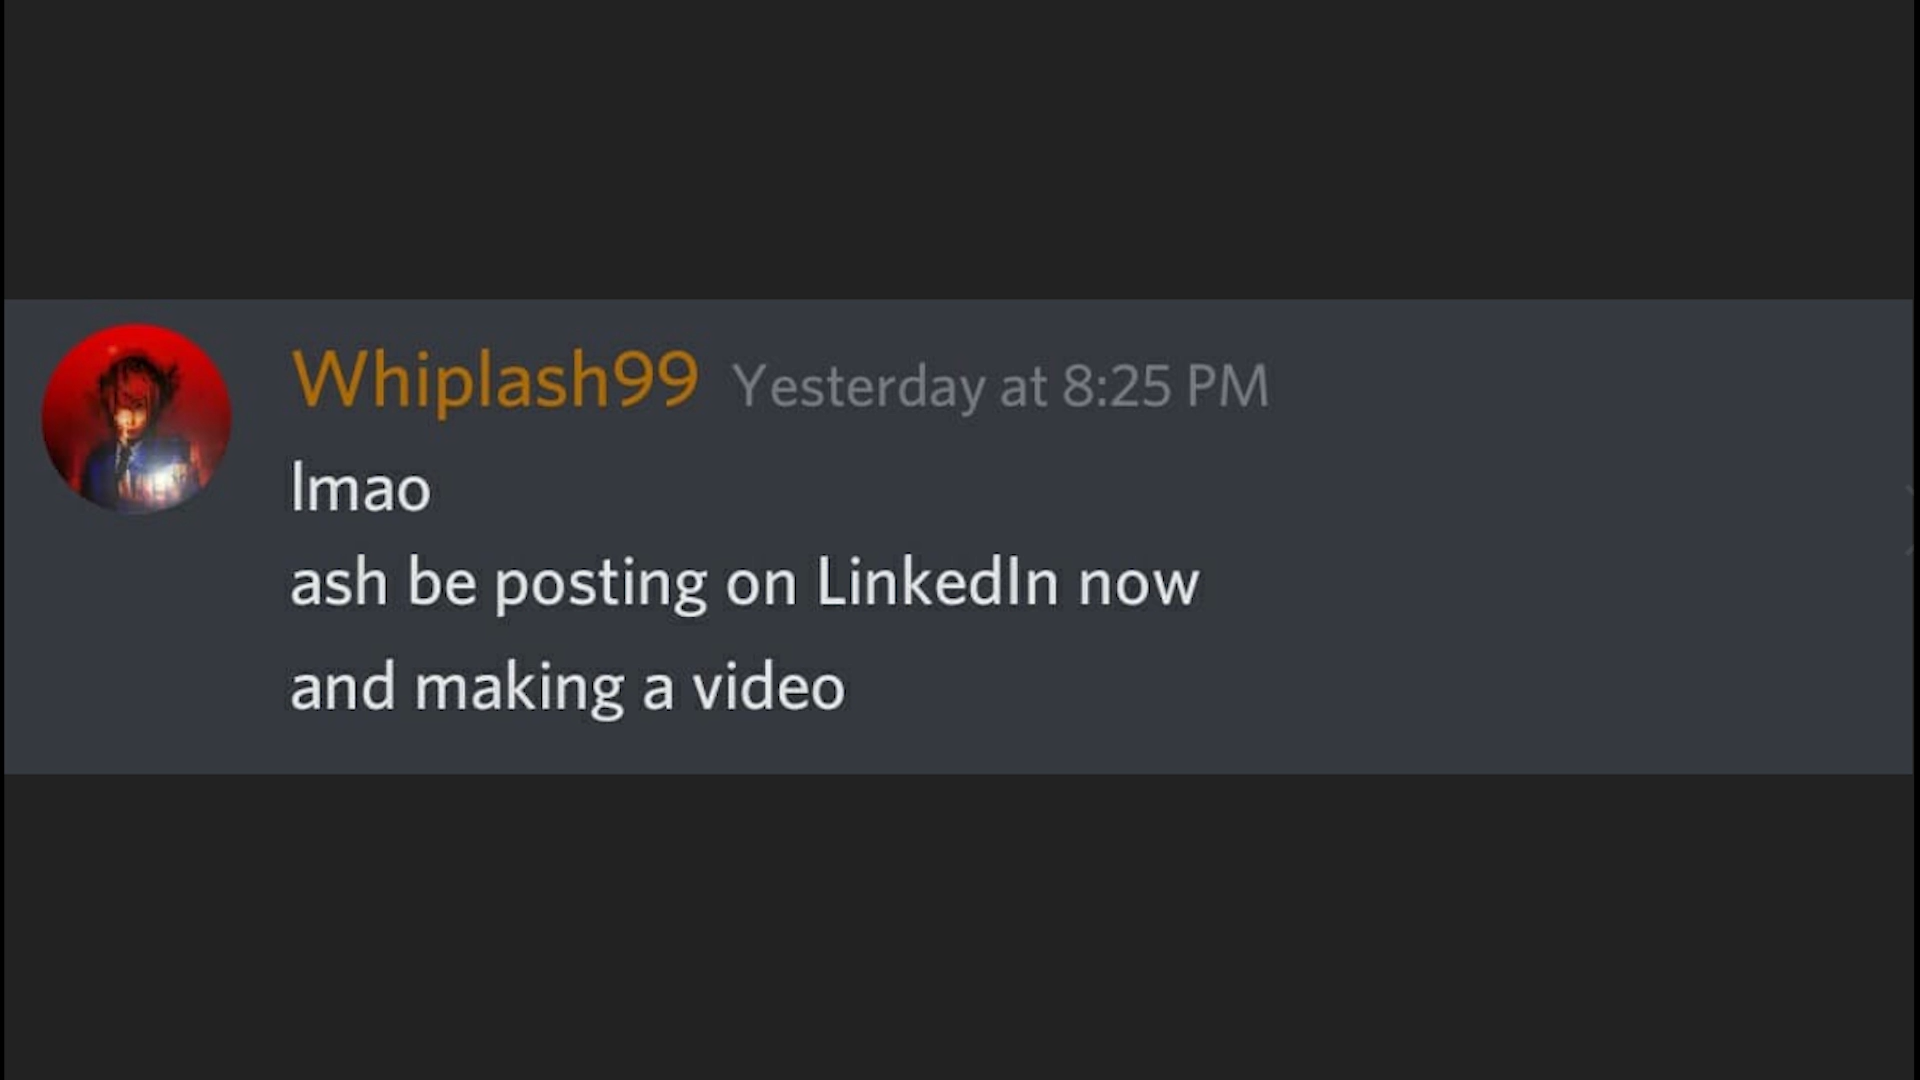 Whiplash99 Yesterday at 8:25 PM
lmao
ash be posting on LinkedIn now
and making a video